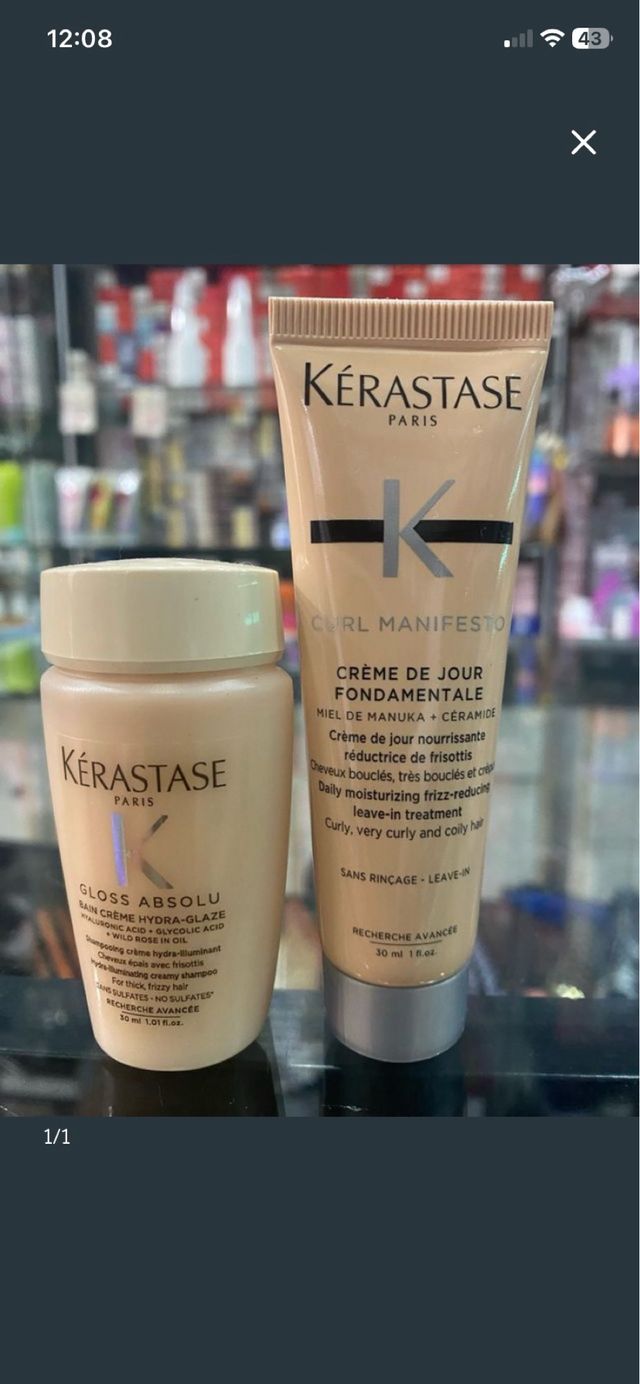 12:08
43
KÉRASTASE
PARIS
K
GLOSS ABSOLU
BAIN CRÈME HYDRA-GLAZE
HYALURONIC ACID + GLYCOLIC ACID
+ WILD ROSE IN OIL
Shampooing crème hydra-illuminant
Cheveux épais avec frisottis
Hydra-illuminating creamy shampoo
For thick, frizzy hair
SANS SULFATES - NO SULFATES*
RECHERCHE AVANCÉE
30 ml 1.01 fl.oz.
KÉRASTASE
PARIS
K
CURL MANIFESTO
CRÈME DE JOUR
FONDAMENTALE
MIEL DE MANUKA + CÉRAMIDE
Crème de jour nourrissante
réductrice de frisottis
Cheveux bouclés, très bouclés et crépu
Daily moisturizing frizz-reducing
leave-in treatment
Curly, very curly and coily hair
SANS RINÇAGE - LEAVE-IN
RECHERCHE AVANCÉE
30 ml 1 fl.oz.
1/1